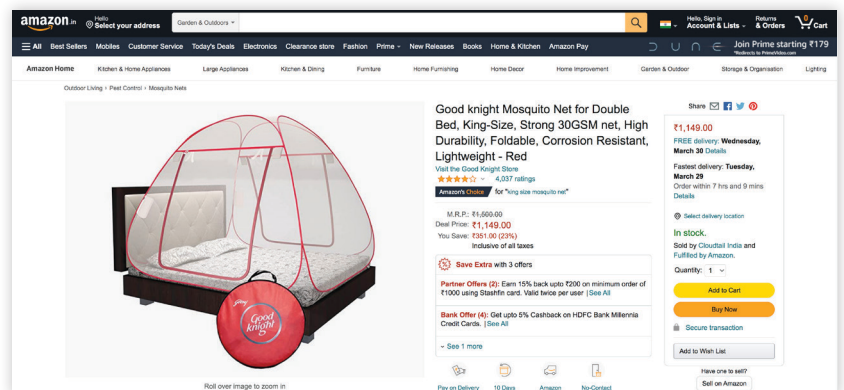 amazon.in
Hello
Select your address
Garden & Outdoors
Hello, Sign in
Account & Lists
Returns
& Orders
0
Cart
All Best Sellers Mobiles Customer Service Today's Deals Electronics Clearance store Fashion Prime New Releases Books Home & Kitchen Amazon Pay
Join Prime starting ₹179
*Redirects to PrimeVideo.com
Amazon Home Kitchen & Home Appliances Large Appliances Kitchen & Dining Furniture Home Furnishing Home Decor Home Improvement Garden & Outdoor Storage & Organisation Lighting
Outdoor Living › Pest Control › Mosquito Nets
Godrej
Good
knight
Roll over image to zoom in
Good knight Mosquito Net for Double
Bed, King-Size, Strong 30GSM net, High
Durability, Foldable, Corrosion Resistant,
Lightweight - Red
Visit the Good Knight Store
4,037 ratings
Amazon's Choice for "king size mosquito net"
M.R.P.: ₹1,500.00
Deal Price: ₹1,149.00
You Save: ₹351.00 (23%)
Inclusive of all taxes
Save Extra with 3 offers
Partner Offers (2): Earn 15% back upto ₹200 on minimum order of
₹1000 using Stashfin card. Valid twice per user | See All
Bank Offer (4): Get upto 5% Cashback on HDFC Bank Millennia
Credit Cards. | See All
See 1 more
Pay on Delivery 10 Days Amazon No-Contact
Share
₹1,149.00
FREE delivery: Wednesday,
March 30 Details
Fastest delivery: Tuesday,
March 29
Order within 7 hrs and 9 mins
Details
Select delivery location
In stock.
Sold by Cloudtail India and
Fulfilled by Amazon.
Quantity: 1
Add to Cart
Buy Now
Secure transaction
Add to Wish List
Have one to sell?
Sell on Amazon